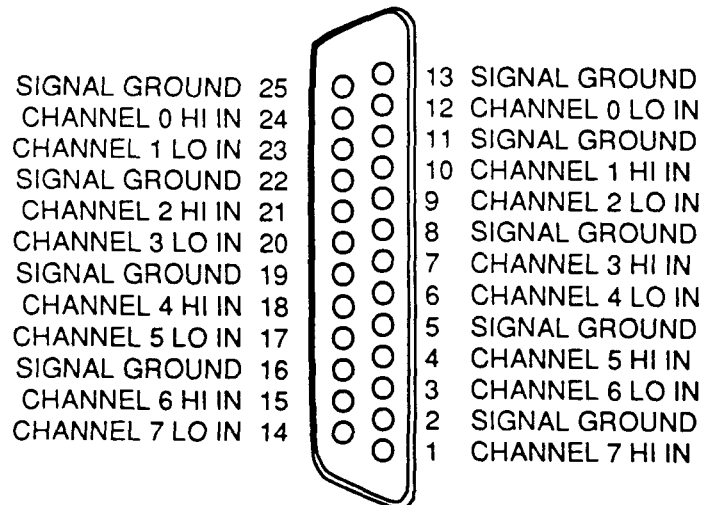 SIGNAL GROUND 25
CHANNEL 0 HI IN 24
CHANNEL 1 LO IN 23
SIGNAL GROUND 22
CHANNEL 2 HI IN 21
CHANNEL 3 LO IN 20
SIGNAL GROUND 19
CHANNEL 4 HI IN 18
CHANNEL 5 LO IN 17
SIGNAL GROUND 16
CHANNEL 6 HI IN 15
CHANNEL 7 LO IN 14
13 SIGNAL GROUND
12 CHANNEL 0 LO IN
11 SIGNAL GROUND
10 CHANNEL 1 HI IN
9 CHANNEL 2 LO IN
8 SIGNAL GROUND
7 CHANNEL 3 HI IN
6 CHANNEL 4 LO IN
5 SIGNAL GROUND
4 CHANNEL 5 HI IN
3 CHANNEL 6 LO IN
2 SIGNAL GROUND
1 CHANNEL 7 HI IN